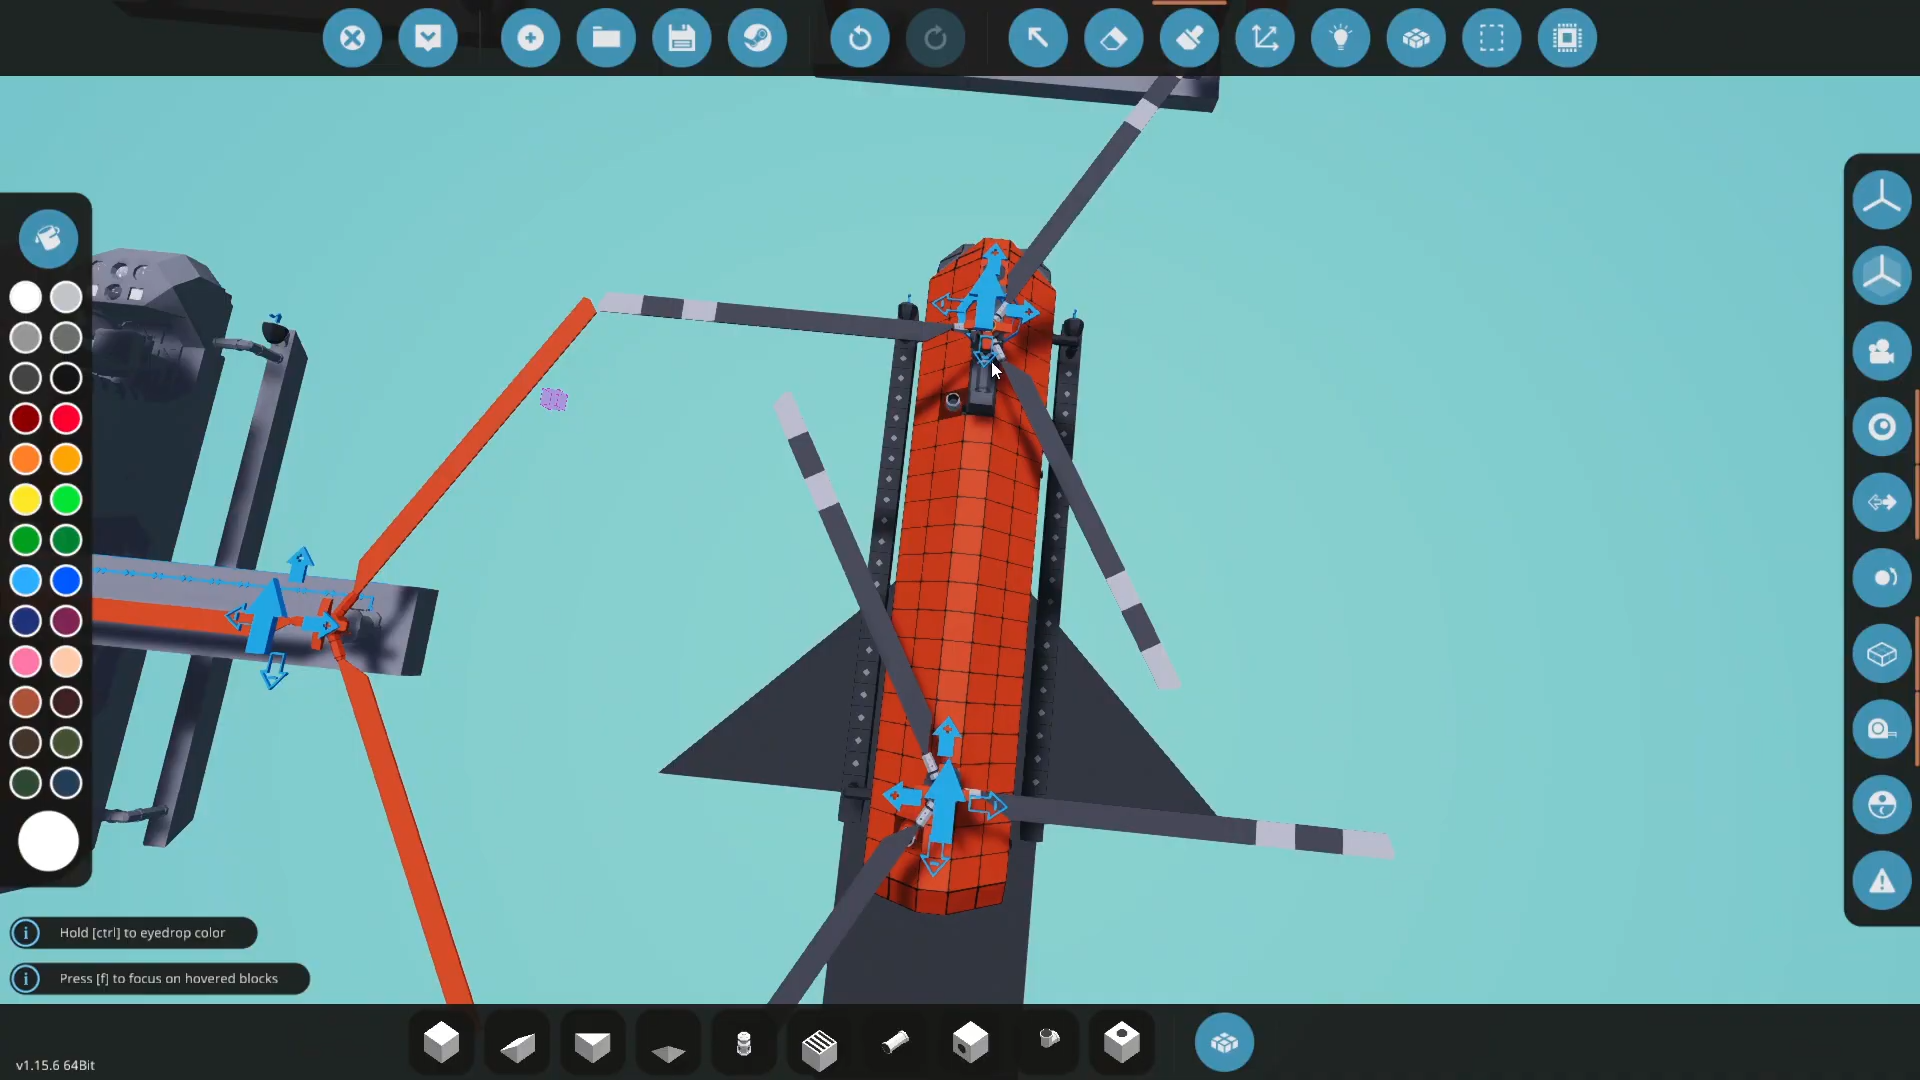 Hold [ctrl] to eyedrop color
Press [f] to focus on hovered blocks
v1.15.6 64Bit